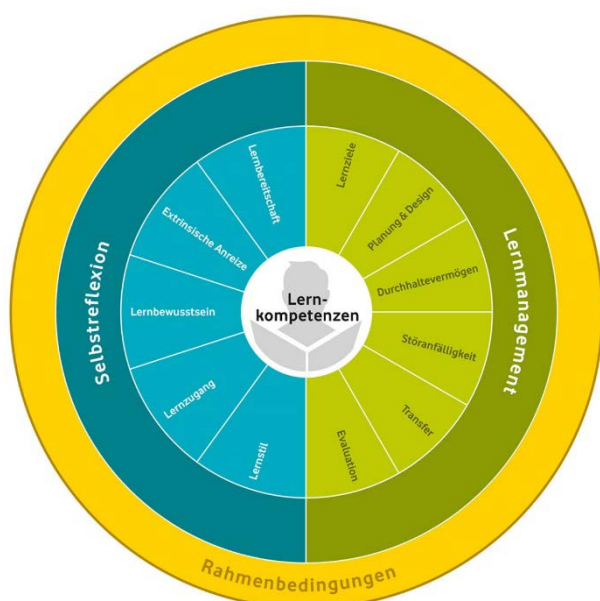 Selbstreflexion
Lernmanagement
Rahmenbedingungen
Lern-
kompetenzen
Lernbereitschaft
Extrinsische Anreize
Lernbewusstsein
Lernzugang
Lernstil
Lernziele
Planung & Design
Durchhaltevermögen
Störanfälligkeit
Transfer
Evaluation